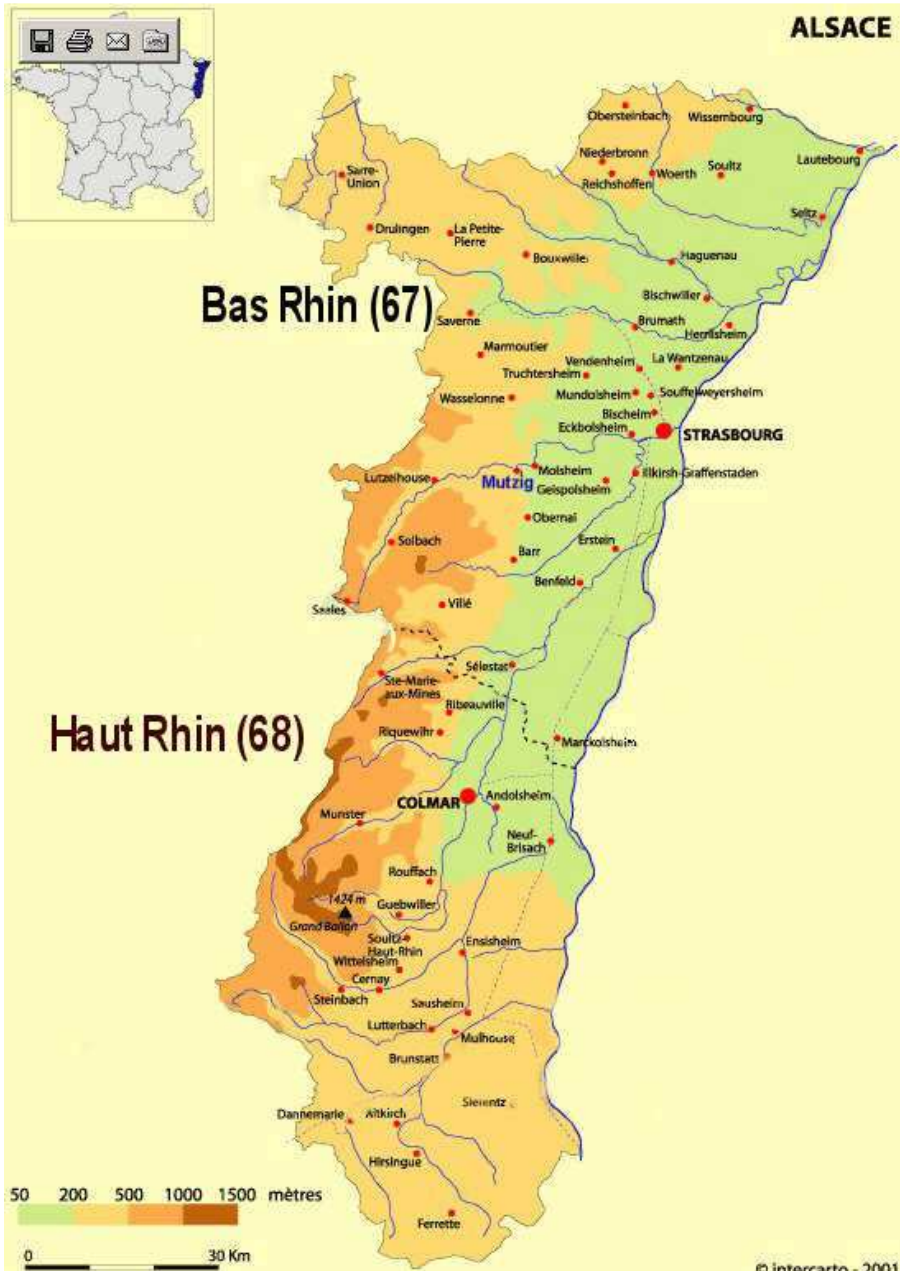 ALSACE
Obersteinbach
Wissembourg
Niederbronn
Lautebourg
Soultz
Sarre-
Union
Reichshoffen
Woerth
Seltz
Drulingen
La Petite-
Pierre
Bouxwiller
Haguenau
Bas Rhin (67)
Bischwiller
Saverne
Brumath
Herrlisheim
Marmoutier
La Wantzenau
Vendenheim
Truchtersheim
Wasselonne
Mundolsheim
Souffelweyersheim
Bischeim
Eckbolsheim
STRASBOURG
Molsheim
Illkirsh-Graffenstaden
Lutzelhouse
Mutzig
Geispolsheim
Obernai
Solbach
Erstein
Barr
Benfeld
Saales
Villé
Sélestat
Ste-Marie-
aux-Mines
Ribeauville
Haut Rhin (68)
Riquewihr
Marckolsheim
COLMAR
Andolsheim
Munster
Neuf-
Brisach
Rouffach
1424 m
Guebwiller
Grand Ballon
Soultz-
Haut-Rhin
Ensisheim
Wittelsheim
Cernay
Steinbach
Sausheim
Lutterbach
Mulhouse
Brunstatt
Sierentz
Dannemarie
Altkirch
Hirsingue
50 200 500 1000 1500 mètres
Ferrette
0 30 Km
© intercarto - 2001